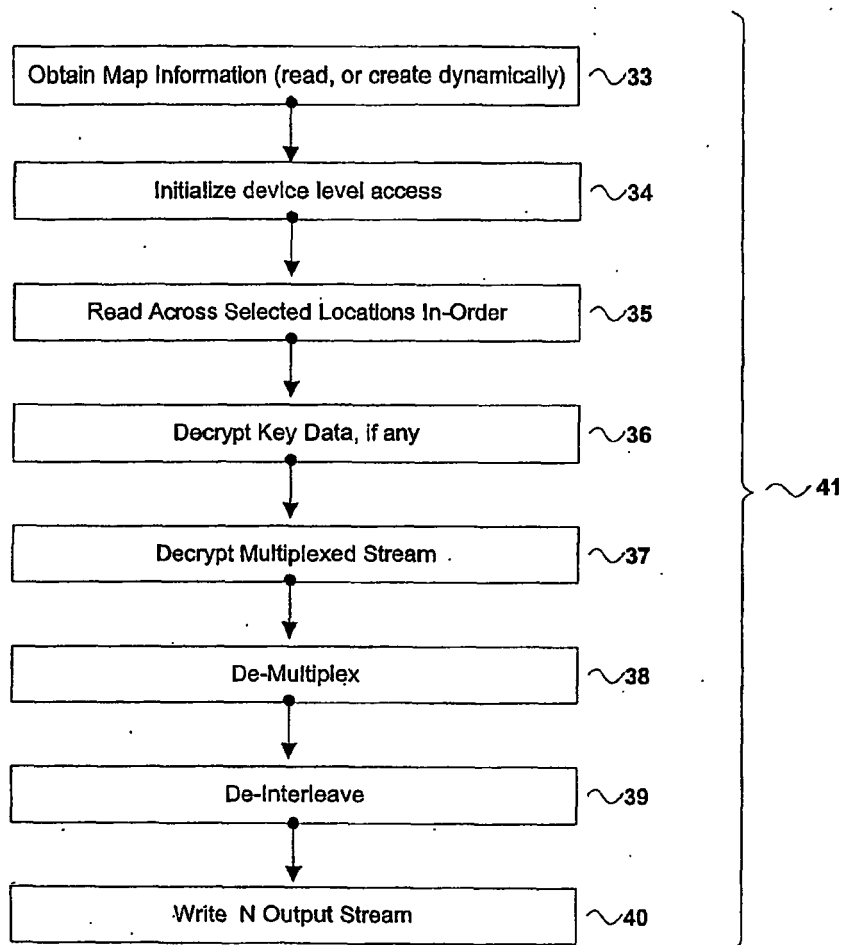 Obtain Map Information (read, or create dynamically) 33
Initialize device level access 34
Read Across Selected Locations In-Order 35
Decrypt Key Data, if any 36
41
Decrypt Multiplexed Stream 37
De-Multiplex 38
De-Interleave 39
Write N Output Stream 40